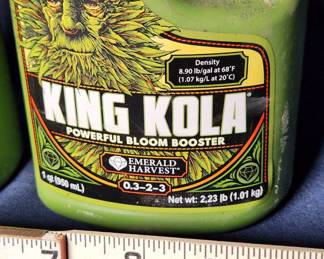 Density
8.90 lb/gal at 68°F
(1.07 kg/L at 20°C)
KING KOLA
POWERFUL BLOOM BOOSTER
EMERALD
HARVEST®
1 qt (950 mL)
0.3-2-3
Net wt: 2.23 lb (1.01 kg)
7
8